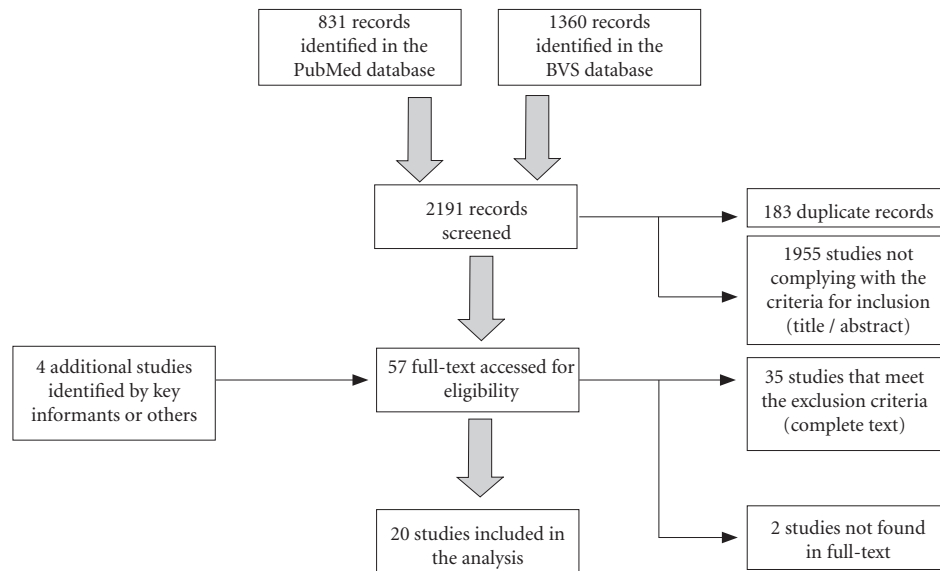 831 records
identified in the
PubMed database
1360 records
identified in the
BVS database
2191 records
screened
183 duplicate records
1955 studies not
complying with the
criteria for inclusion
(title / abstract)
4 additional studies
identified by key
informants or others
57 full-text accessed for
eligibility
35 studies that meet
the exclusion criteria
(complete text)
20 studies included in
the analysis
2 studies not found
in full-text